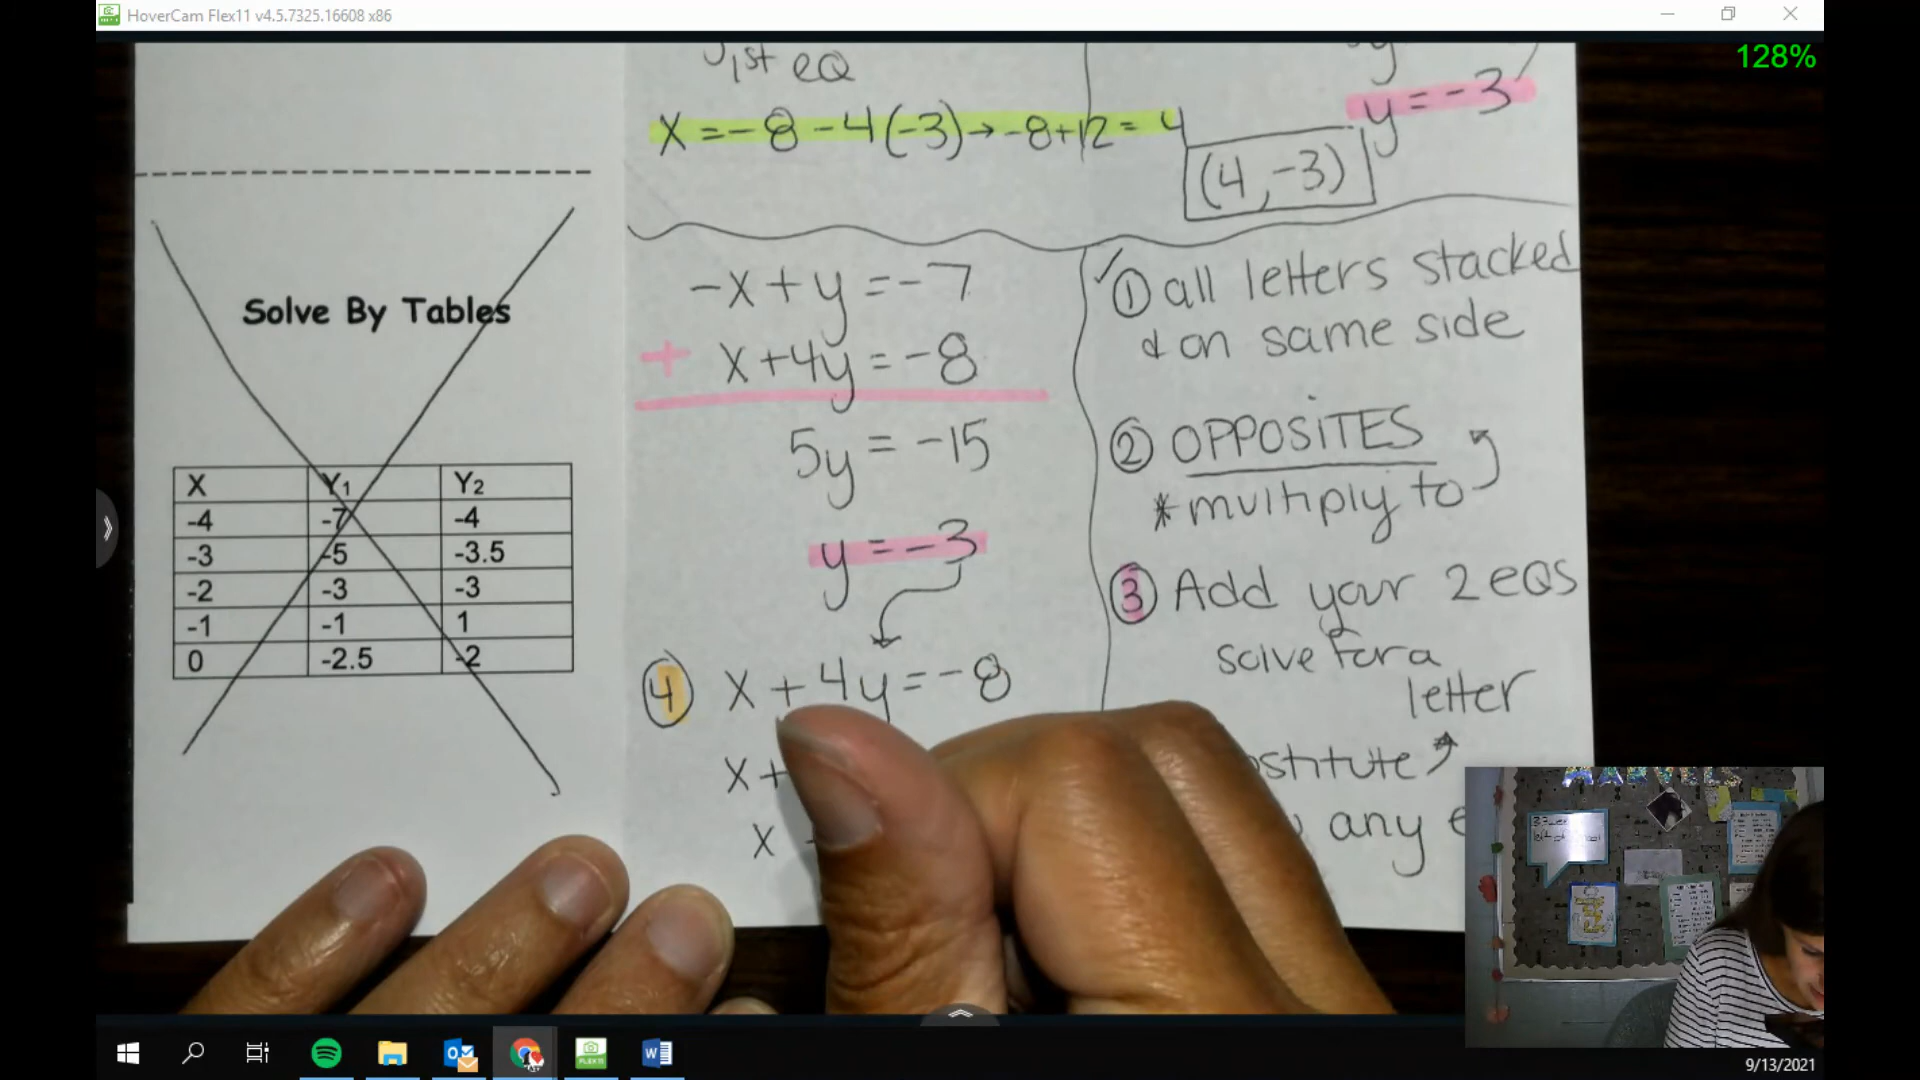 HoverCam Flex11 v4.5.7325.16608 x86
128%
1st eq
x = -8 - 4(-3) → -8+12 = 4
y = -3
(4, -3)
Solve By Tables
X Y₁ Y₂
-4 -7 -4
-3 -5 -3.5
-2 -3 -3
-1 -1 1
0 -2.5 -2
-x + y = -7
+ x + 4y = -8
5y = -15
y = -3
④ x + 4y = -8
x +
x
① all letters stacked
& on same side
② OPPOSITES
* multiply to
③ Add your 2 eqs
solve for a
letter
any
9/13/2021